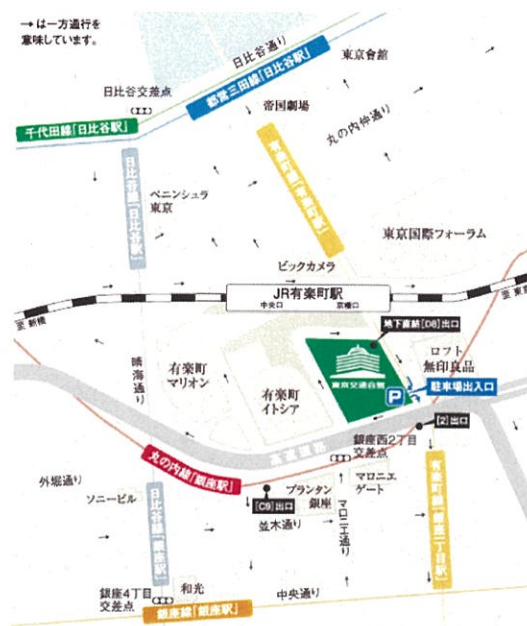 →は一方通行を
意味しています。
日比谷通り
東京會館
都営三田線「日比谷駅」
日比谷交差点
帝国劇場
丸の内仲通り
千代田線「日比谷駅」
日比谷線「日比谷駅」
有楽町線「有楽町駅」
ペニンシュラ
東京
東京国際フォーラム
ビックカメラ
JR有楽町駅
中央口
京橋口
至 新橋
至 東京
地下直結[D8]出口
晴海通り
有楽町
マリオン
有楽町
イトシア
東京交通会館
ロフト
無印良品
P
駐車場出入口
[2]出口
高速道路
銀座西2丁目
交差点
丸の内線「銀座駅」
外堀通り
ソニービル
日比谷線「銀座駅」
[C9]出口
プランタン
銀座
マロニエ
ゲート
並木通り
マロニエ通り
有楽町線「銀座一丁目駅」
銀座4丁目
交差点
和光
中央通り
銀座線「銀座駅」